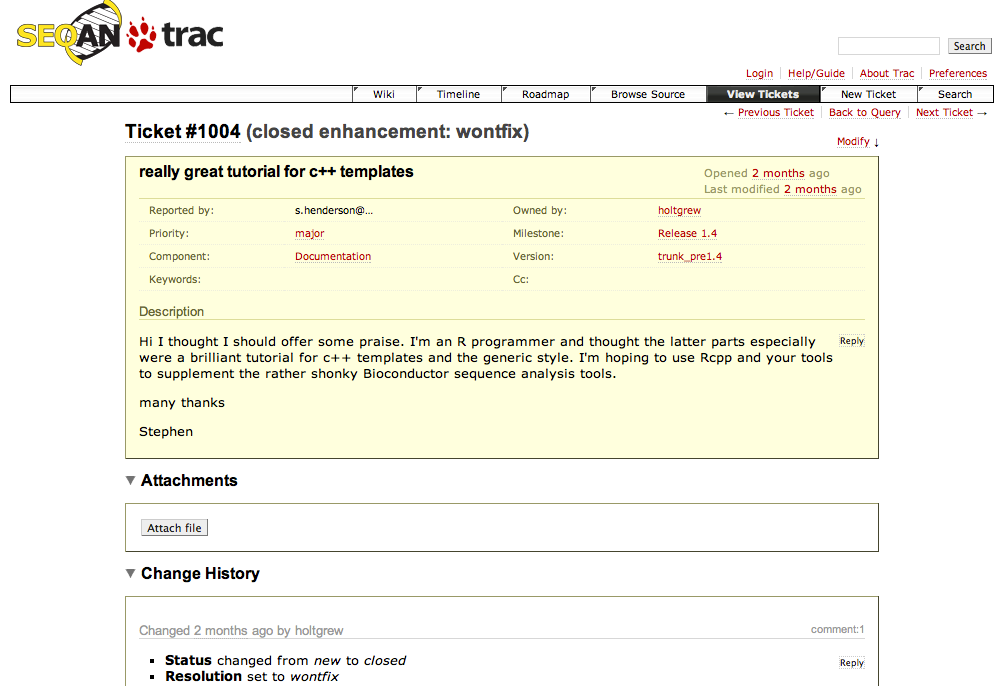 SEQAN trac
Search
Login Help/Guide About Trac Preferences
Wiki Timeline Roadmap Browse Source View Tickets New Ticket Search
← Previous Ticket Back to Query Next Ticket →
Ticket #1004 (closed enhancement: wontfix)
Modify ↓
really great tutorial for c++ templates
Opened 2 months ago
Last modified 2 months ago
Reported by: s.henderson@... Owned by: holtgrew
Priority: major Milestone: Release 1.4
Component: Documentation Version: trunk_pre1.4
Keywords: Cc:
Description
Hi I thought I should offer some praise. I'm an R programmer and thought the latter parts especially
Reply
were a brilliant tutorial for c++ templates and the generic style. I'm hoping to use Rcpp and your tools
to supplement the rather shonky Bioconductor sequence analysis tools.
many thanks
Stephen
▼ Attachments
Attach file
▼ Change History
Changed 2 months ago by holtgrew comment:1
▪ Status changed from new to closed
Reply
▪ Resolution set to wontfix